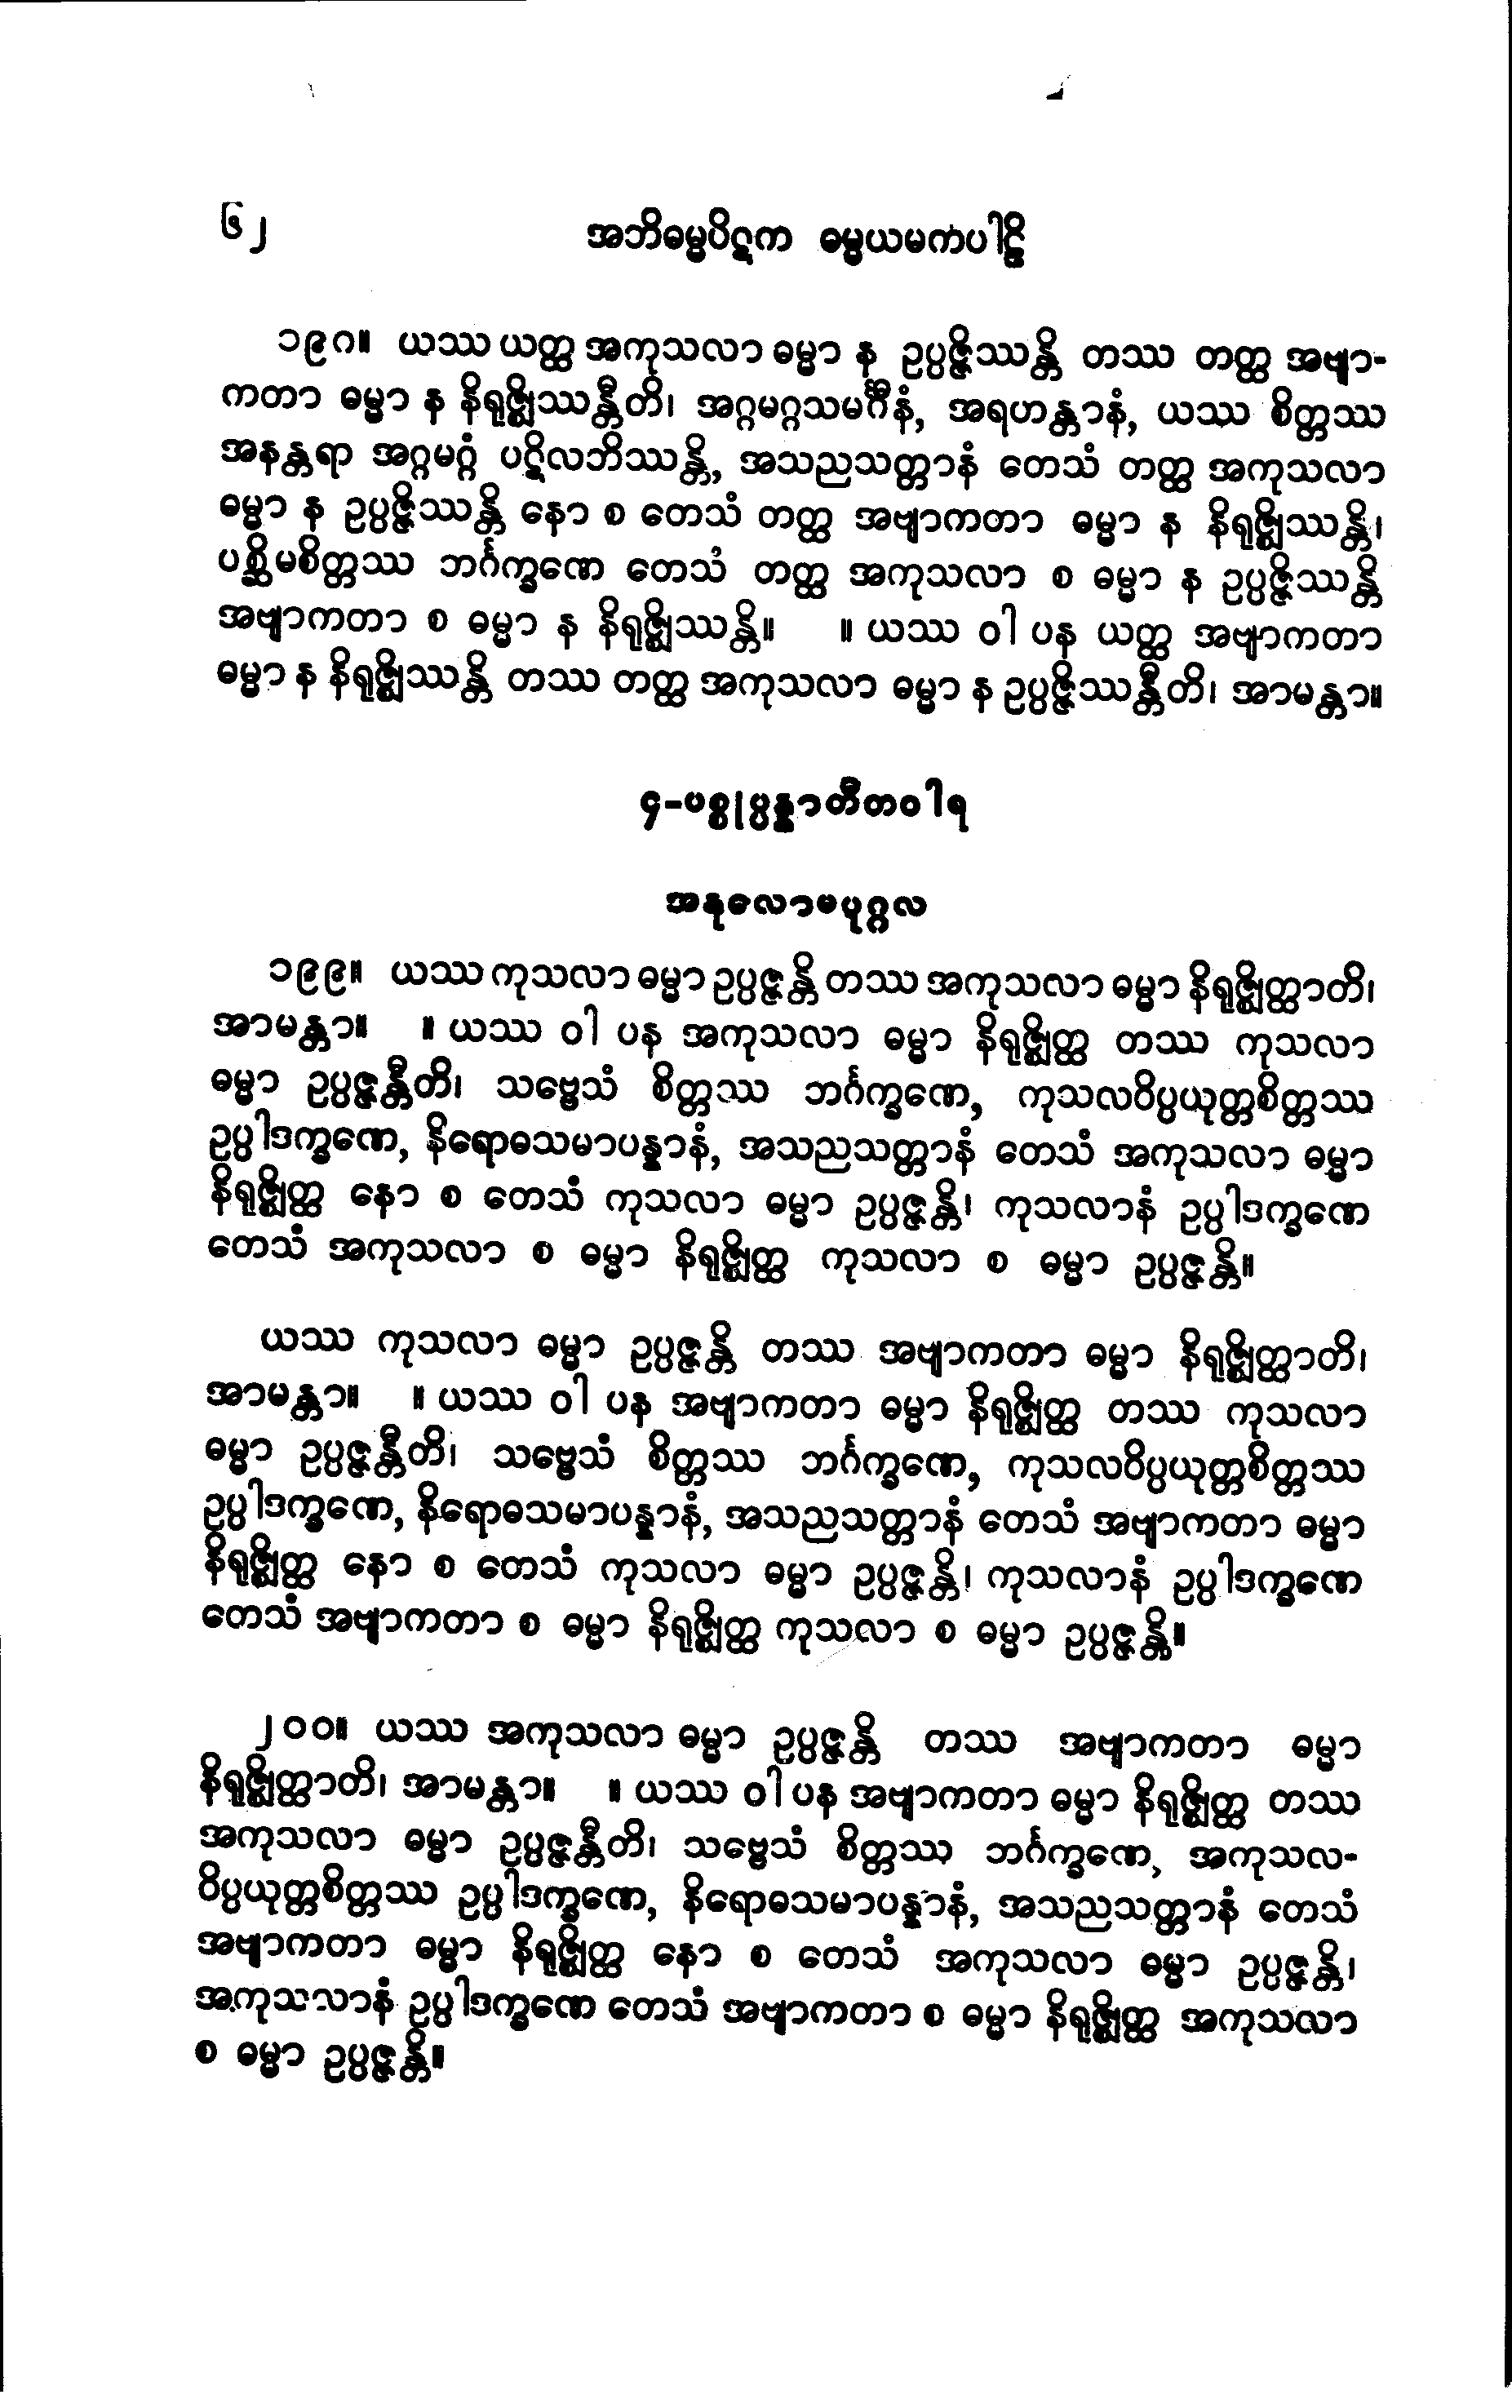 ၆၂ အဘိဓမ္မပိဋက ဓမ္မယမကပါဠိ
၁၉၈။ ယဿ ယတ္ထ အကုသလာ ဓမ္မာ န ဥပ္ပဇ္ဇိဿန္တိ တဿ တတ္ထ အဗျာ-
ကတာ ဓမ္မာ န နိရုဇ္ဈိဿန္တီတိ၊ အဂ္ဂမဂ္ဂသမင်္ဂီနံ, အရဟန္တာနံ, ယဿ စိတ္တဿ
အနန္တရာ အဂ္ဂမဂ္ဂံ ပဋိလဘိဿန္တိ, အသညသတ္တာနံ တေသံ တတ္ထ အကုသလာ
ဓမ္မာ န ဥပ္ပဇ္ဇိဿန္တိ နော စ တေသံ တတ္ထ အဗျာကတာ ဓမ္မာ န နိရုဇ္ဈိဿန္တိ၊
ပစ္ဆိမစိတ္တဿ ဘင်္ဂက္ခဏေ တေသံ တတ္ထ အကုသလာ စ ဓမ္မာ န ဥပ္ပဇ္ဇိဿန္တိ
အဗျာကတာ စ ဓမ္မာ န နိရုဇ္ဈိဿန္တိ။ ။ ယဿ ဝါ ပန ယတ္ထ အဗျာကတာ
ဓမ္မာ န နိရုဇ္ဈိဿန္တိ တဿ တတ္ထ အကုသလာ ဓမ္မာ န ဥပ္ပဇ္ဇိဿန္တီတိ၊ အာမန္တာ။
၄-ပစ္စုပ္ပန္နာတီတဝါရ
အနုလောမပုဂ္ဂလ
၁၉၉။ ယဿ ကုသလာ ဓမ္မာ ဥပ္ပဇ္ဇန္တိ တဿ အကုသလာ ဓမ္မာ နိရုဇ္ဈိတ္ထာတိ၊
အာမန္တာ။ ။ ယဿ ဝါ ပန အကုသလာ ဓမ္မာ နိရုဇ္ဈိတ္ထ တဿ ကုသလာ
ဓမ္မာ ဥပ္ပဇ္ဇန္တီတိ၊ သဗ္ဗေသံ စိတ္တဿ ဘင်္ဂက္ခဏေ, ကုသလဝိပ္ပယုတ္တစိတ္တဿ
ဥပ္ပါဒက္ခဏေ, နိရောဓသမာပန္နာနံ, အသညသတ္တာနံ တေသံ အကုသလာ ဓမ္မာ
နိရုဇ္ဈိတ္ထ နော စ တေသံ ကုသလာ ဓမ္မာ ဥပ္ပဇ္ဇန္တိ၊ ကုသလာနံ ဥပ္ပါဒက္ခဏေ
တေသံ အကုသလာ စ ဓမ္မာ နိရုဇ္ဈိတ္ထ ကုသလာ စ ဓမ္မာ ဥပ္ပဇ္ဇန္တိ။
ယဿ ကုသလာ ဓမ္မာ ဥပ္ပဇ္ဇန္တိ တဿ အဗျာကတာ ဓမ္မာ နိရုဇ္ဈိတ္ထာတိ၊
အာမန္တာ။ ။ ယဿ ဝါ ပန အဗျာကတာ ဓမ္မာ နိရုဇ္ဈိတ္ထ တဿ ကုသလာ
ဓမ္မာ ဥပ္ပဇ္ဇန္တီတိ၊ သဗ္ဗေသံ စိတ္တဿ ဘင်္ဂက္ခဏေ, ကုသလဝိပ္ပယုတ္တစိတ္တဿ
ဥပ္ပါဒက္ခဏေ, နိရောဓသမာပန္နာနံ, အသညသတ္တာနံ တေသံ အဗျာကတာ ဓမ္မာ
နိရုဇ္ဈိတ္ထ နော စ တေသံ ကုသလာ ဓမ္မာ ဥပ္ပဇ္ဇန္တိ၊ ကုသလာနံ ဥပ္ပါဒက္ခဏေ
တေသံ အဗျာကတာ စ ဓမ္မာ နိရုဇ္ဈိတ္ထ ကုသလာ စ ဓမ္မာ ဥပ္ပဇ္ဇန္တိ။
၂၀၀။ ယဿ အကုသလာ ဓမ္မာ ဥပ္ပဇ္ဇန္တိ တဿ အဗျာကတာ ဓမ္မာ
နိရုဇ္ဈိတ္ထာတိ၊ အာမန္တာ။ ။ ယဿ ဝါ ပန အဗျာကတာ ဓမ္မာ နိရုဇ္ဈိတ္ထ တဿ
အကုသလာ ဓမ္မာ ဥပ္ပဇ္ဇန္တီတိ၊ သဗ္ဗေသံ စိတ္တဿ ဘင်္ဂက္ခဏေ, အကုသလ-
ဝိပ္ပယုတ္တစိတ္တဿ ဥပ္ပါဒက္ခဏေ, နိရောဓသမာပန္နာနံ, အသညသတ္တာနံ တေသံ
အဗျာကတာ ဓမ္မာ နိရုဇ္ဈိတ္ထ နော စ တေသံ အကုသလာ ဓမ္မာ ဥပ္ပဇ္ဇန္တိ၊
အကုသလာနံ ဥပ္ပါဒက္ခဏေ တေသံ အဗျာကတာ စ ဓမ္မာ နိရုဇ္ဈိတ္ထ အကုသလာ
စ ဓမ္မာ ဥပ္ပဇ္ဇန္တိ။